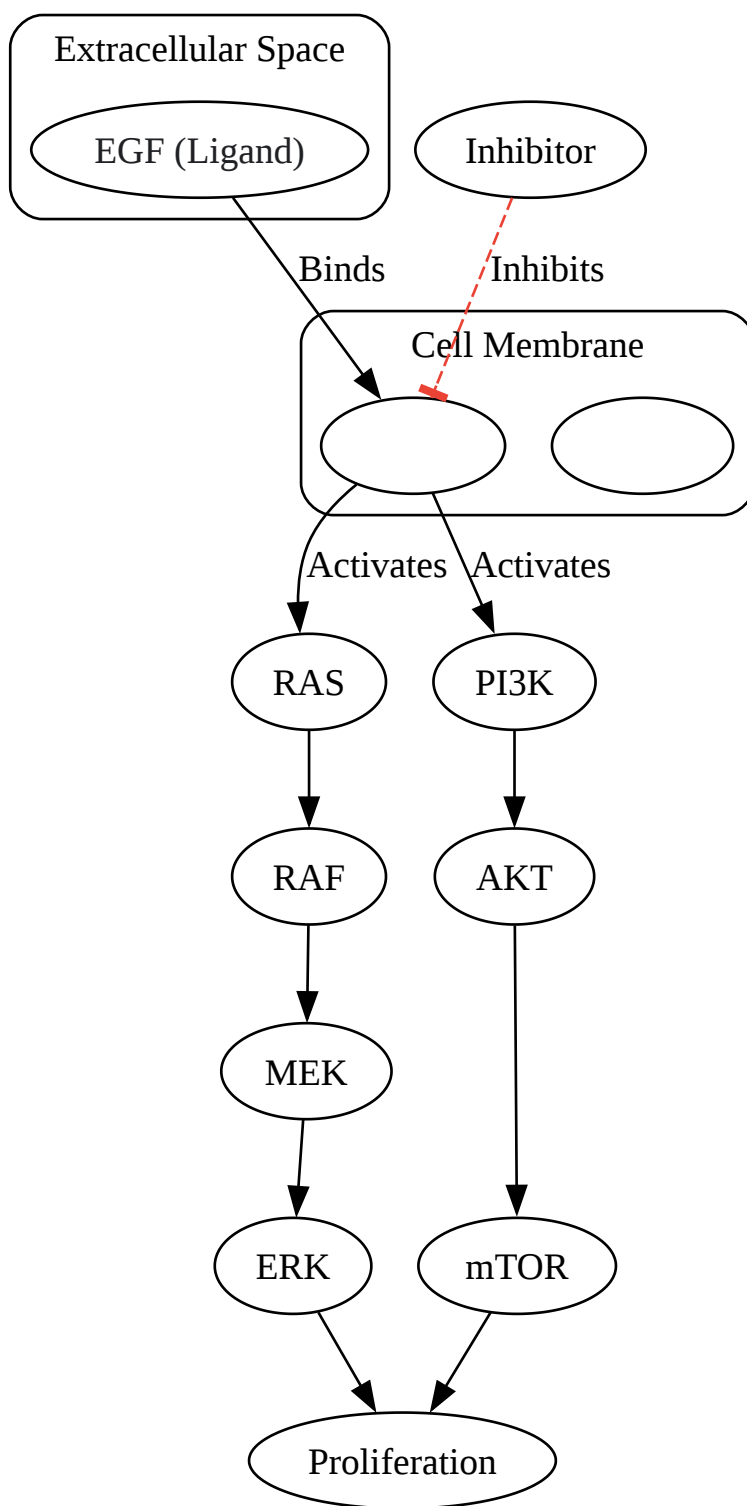 Extracellular Space
EGF (Ligand)
Inhibitor
Binds
Inhibits
Cell Membrane
Activates
Activates
RAS
PI3K
RAF
AKT
MEK
ERK
mTOR
Proliferation